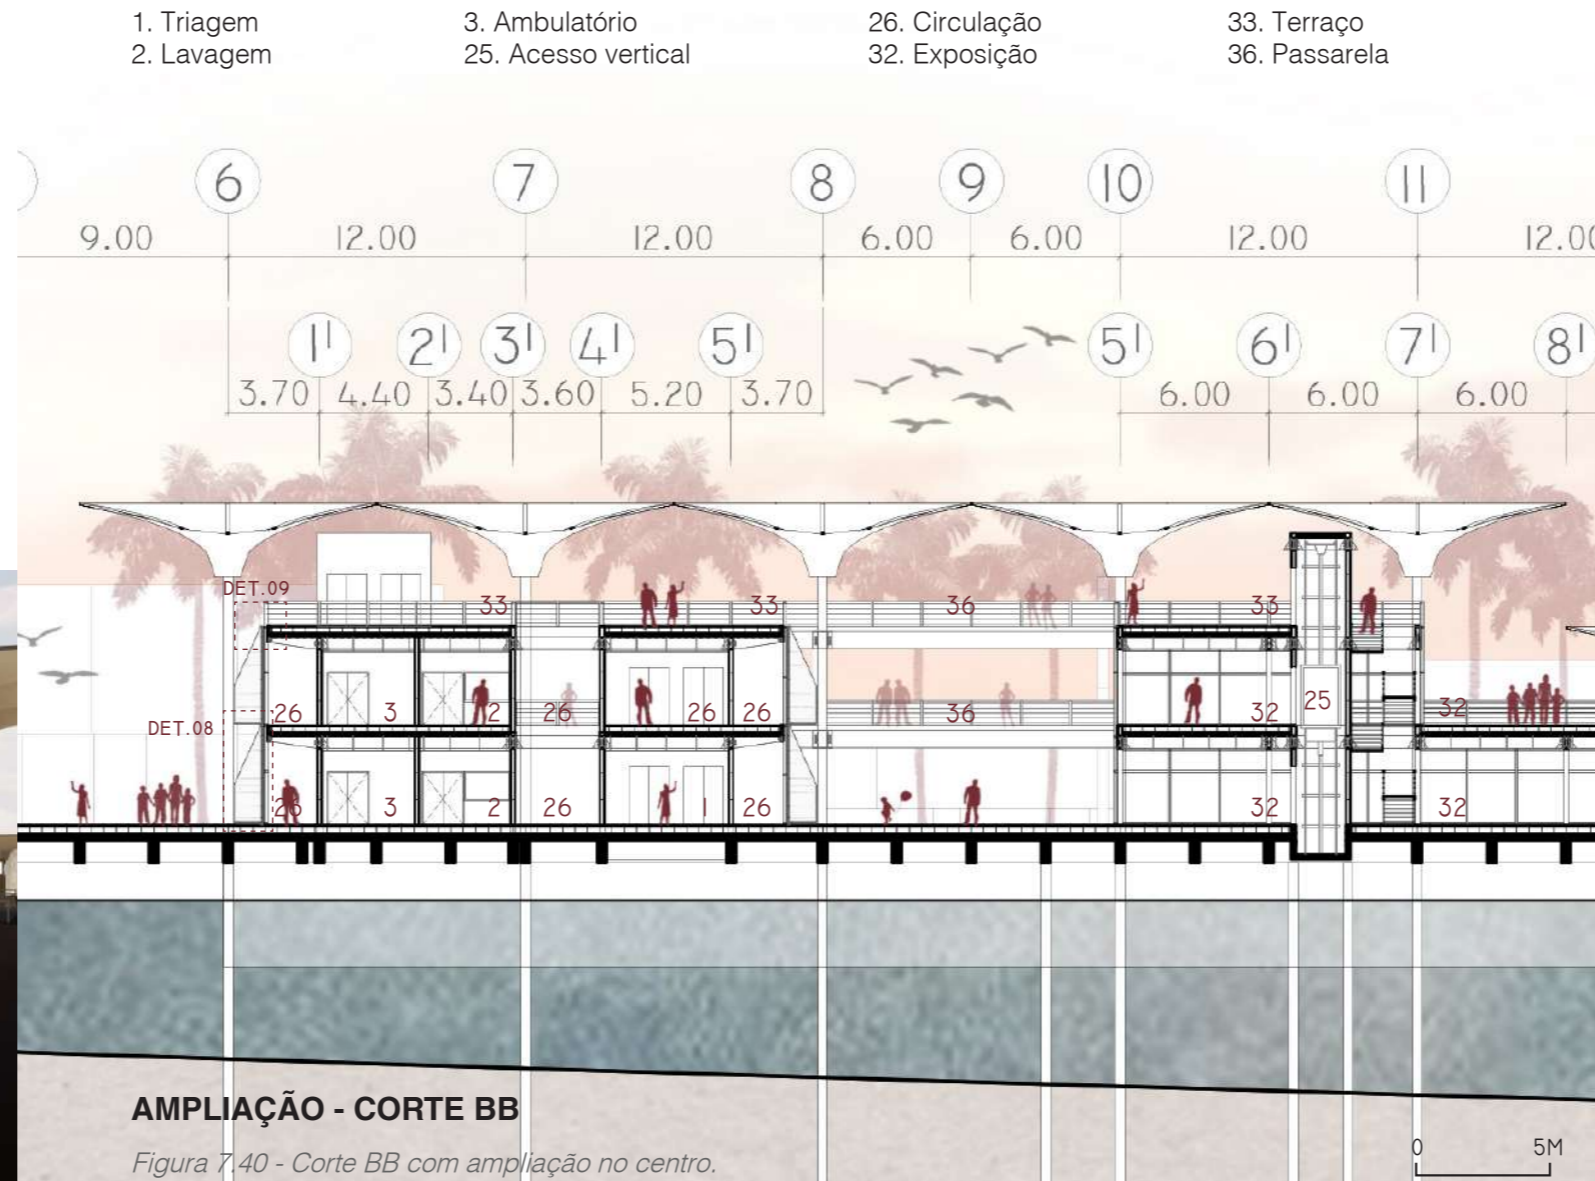 1. Triagem 3. Ambulatório 26. Circulação 33. Terraço
2. Lavagem 25. Acesso vertical 32. Exposição 36. Passarela
6 7 8 9 10 11
9.00 12.00 12.00 6.00 6.00 12.00 12.00
1' 2' 3' 4' 5' 5' 6' 7' 8'
3.70 4.40 3.40 3.60 5.20 3.70 6.00 6.00 6.00
DET.09
33 33 36 33
26 3 2 26 26 26 36 32 25 32
DET.08
26 3 2 26 1 26 32 32
AMPLIAÇÃO - CORTE BB
Figura 7.40 - Corte BB com ampliação no centro.
0 5M